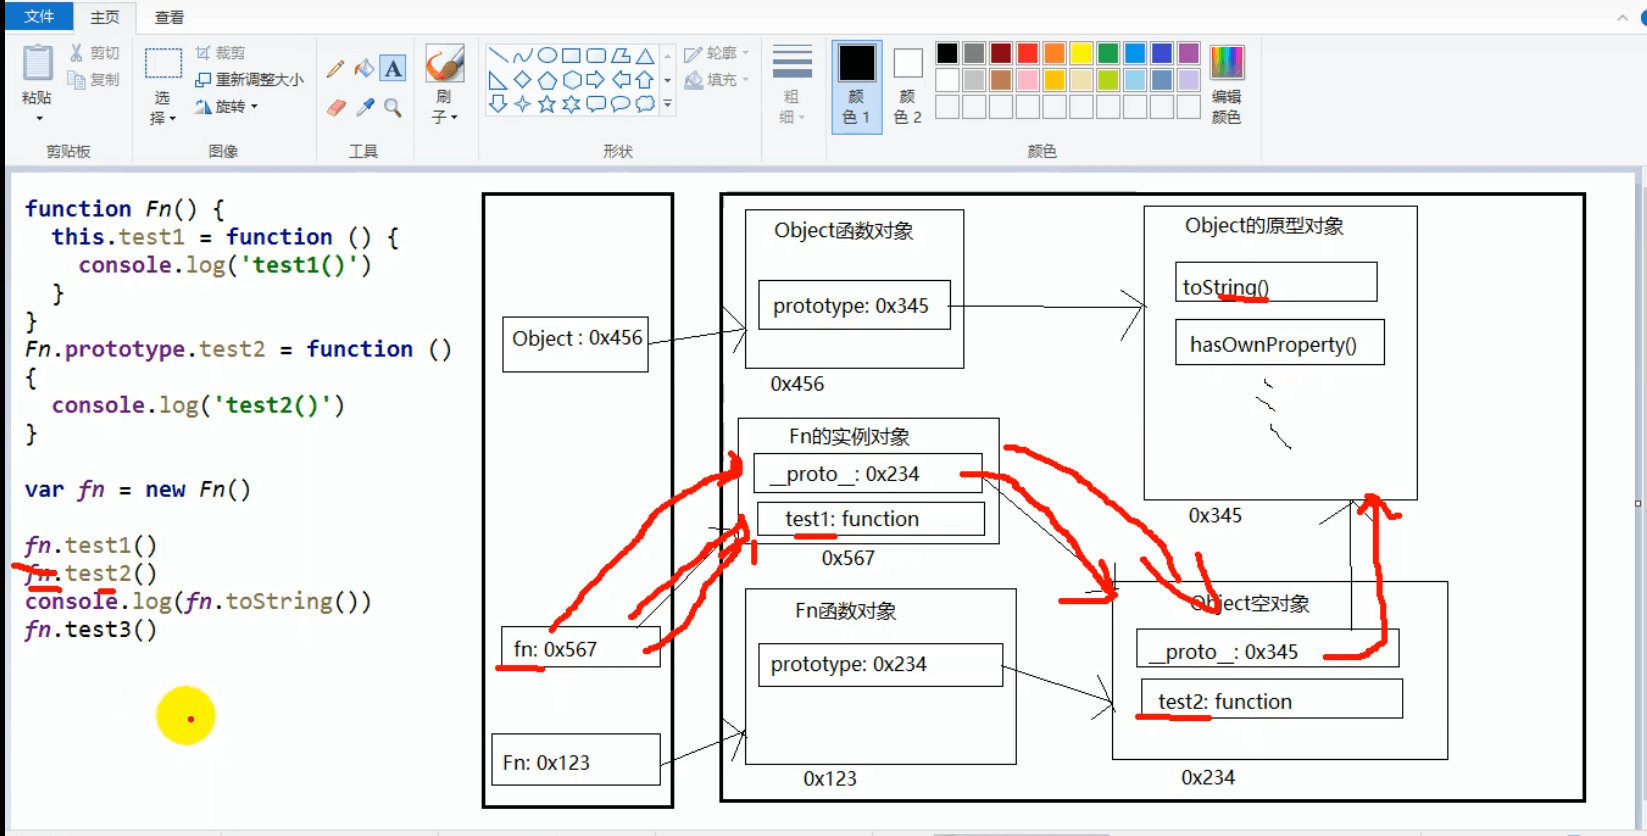 文件 主页 查看
剪切
复制
粘贴
剪贴板
裁剪
重新调整大小
旋转
选择
图像
A
工具
刷子
轮廓
填充
形状
粗细
颜色 1
颜色 2
编辑颜色
颜色
function Fn() {
this.test1 = function () {
console.log('test1()')
}
}
Fn.prototype.test2 = function ()
{
console.log('test2()')
}
var fn = new Fn()
fn.test1()
fn.test2()
console.log(fn.toString())
fn.test3()
Object : 0x456
fn: 0x567
Fn: 0x123
Object函数对象
prototype: 0x345
0x456
Fn的实例对象
__proto__: 0x234
test1: function
0x567
Fn函数对象
prototype: 0x234
0x123
Object的原型对象
toString()
hasOwnProperty()
0x345
Object空对象
__proto__: 0x345
test2: function
0x234